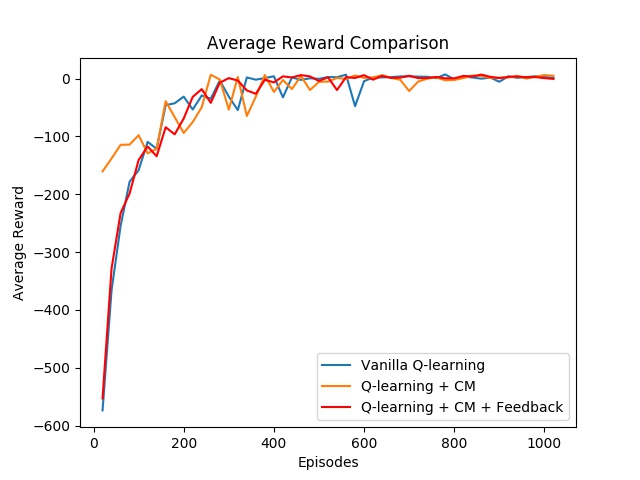 Average Reward Comparison
Average Reward
0
−100
−200
−300
−400
−500
−600
0 200 400 600 800 1000
Episodes
Vanilla Q-learning
Q-learning + CM
Q-learning + CM + Feedback